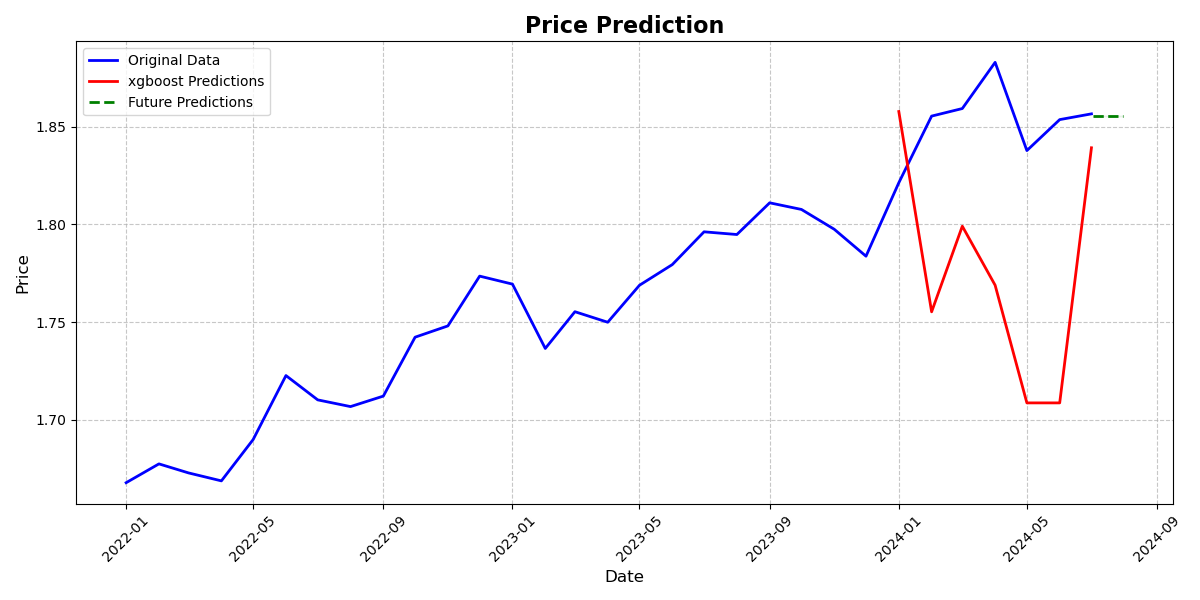 Price Prediction
Original Data
xgboost Predictions
Future Predictions
Price
1.85
1.80
1.75
1.70
2022-01
2022-05
2022-09
2023-01
2023-05
2023-09
2024-01
2024-05
2024-09
Date